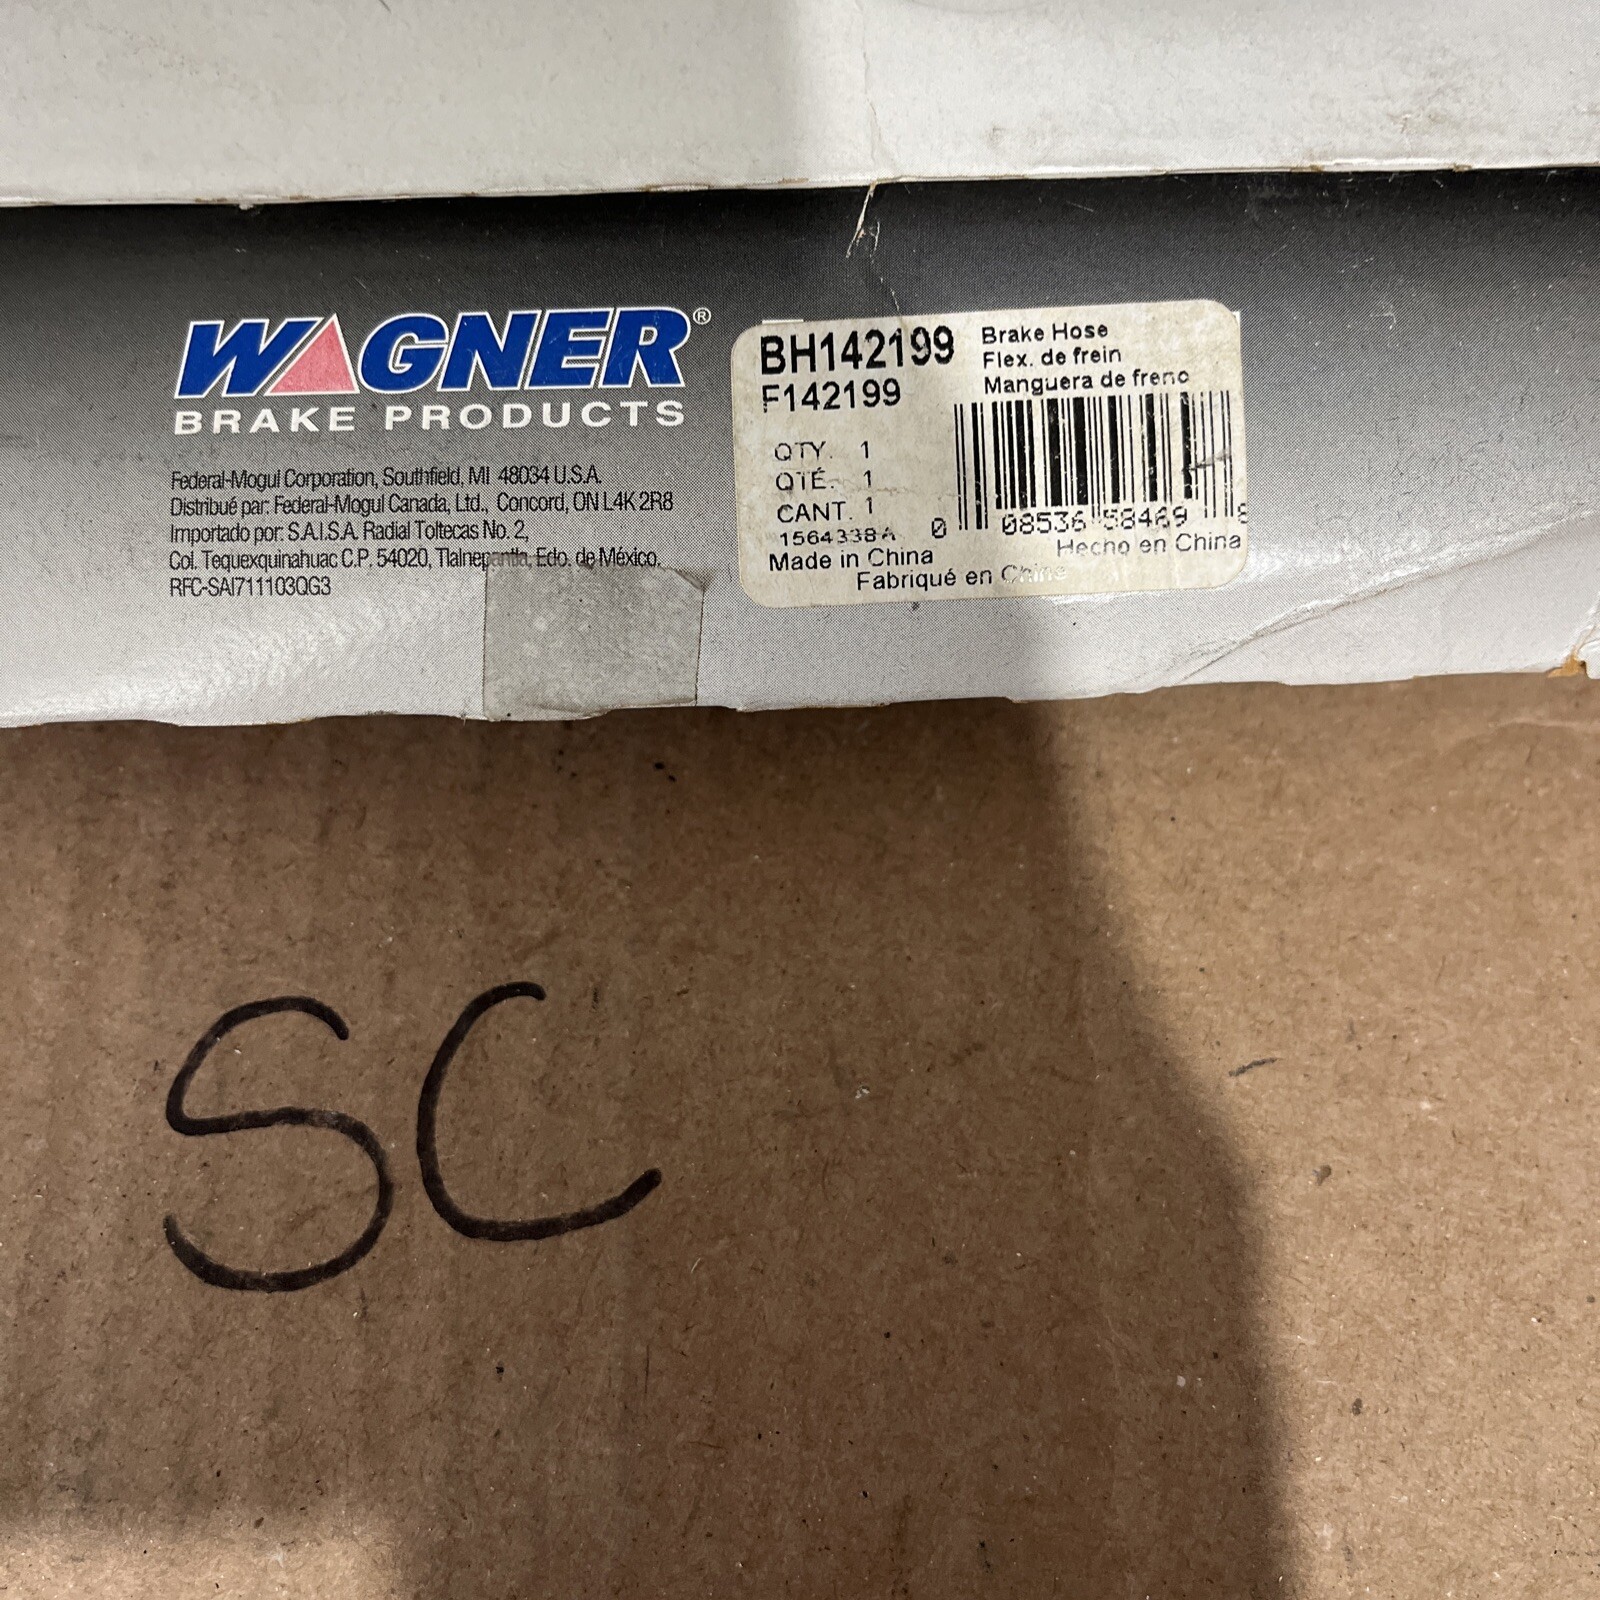 WAGNER®
BRAKE PRODUCTS
Federal-Mogul Corporation, Southfield, MI 48034 U.S.A.
Distribué par: Federal-Mogul Canada, Ltd., Concord, ON L4K 2R8
Importado por: S.A.I.S.A. Radial Toltecas No. 2,
Col. Tequexquinahuac C.P. 54020, Tlalnepantla, Edo. de México.
RFC-SAI711103QG3
BH142199
F142199
Brake Hose
Flex. de frein
Manguera de freno
QTY. 1
QTÉ. 1
CANT. 1
1564338A
0 08536 58469 8
Made in China
Hecho en China
Fabriqué en Chine
SC